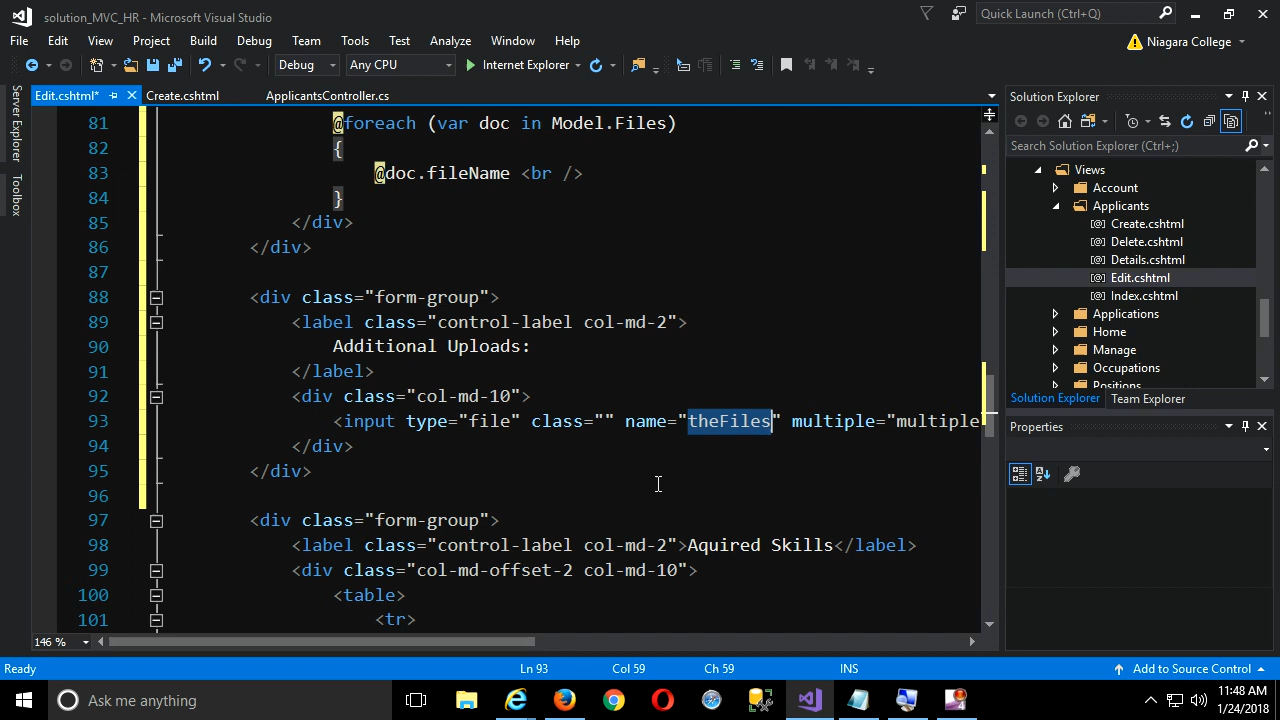 solution_MVC_HR - Microsoft Visual Studio
Quick Launch (Ctrl+Q)
File Edit View Project Build Debug Team Tools Test Analyze Window Help
Niagara College
Debug Any CPU Internet Explorer
Server Explorer
Toolbox
Edit.cshtml* Create.cshtml ApplicantsController.cs
81 @foreach (var doc in Model.Files)
82 {
83 @doc.fileName <br />
84 }
85 </div>
86 </div>
87
88 <div class="form-group">
89 <label class="control-label col-md-2">
90 Additional Uploads:
91 </label>
92 <div class="col-md-10">
93 <input type="file" class="" name="theFiles" multiple="multiple
94 </div>
95 </div>
96
97 <div class="form-group">
98 <label class="control-label col-md-2">Aquired Skills</label>
99 <div class="col-md-offset-2 col-md-10">
100 <table>
101 <tr>
146 %
Solution Explorer
Search Solution Explorer (Ctrl+;)
Views
Account
Applicants
Create.cshtml
Delete.cshtml
Details.cshtml
Edit.cshtml
Index.cshtml
Applications
Home
Manage
Occupations
Positions
Solution Explorer Team Explorer
Properties
Ready Ln 93 Col 59 Ch 59 INS Add to Source Control
Ask me anything
11:48 AM
1/24/2018